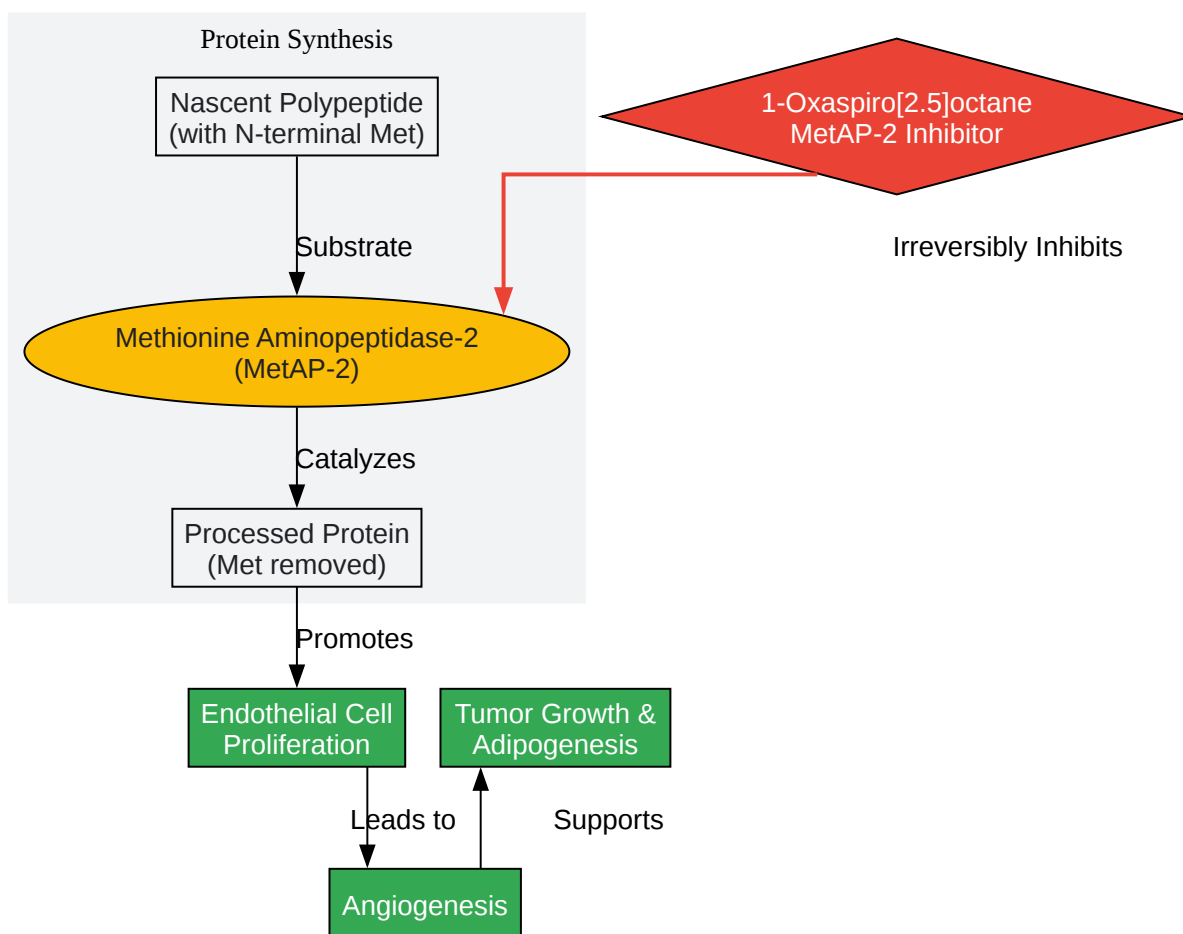 Protein Synthesis
Nascent Polypeptide
(with N-terminal Met)
1-Oxaspiro[2.5]octane
MetAP-2 Inhibitor
Substrate
Irreversibly Inhibits
Methionine Aminopeptidase-2
(MetAP-2)
Catalyzes
Processed Protein
(Met removed)
Promotes
Endothelial Cell
Proliferation
Tumor Growth &
Adipogenesis
Leads to
Supports
Angiogenesis